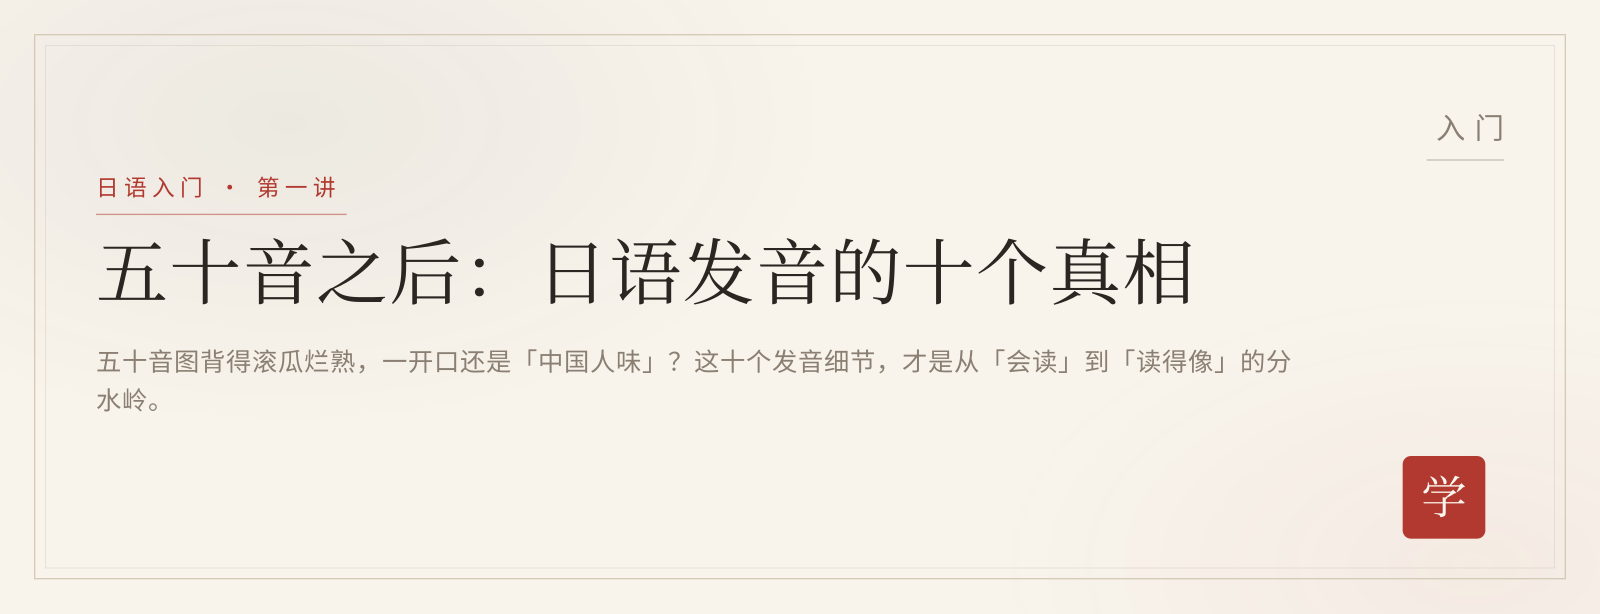 入门
日语入门 · 第一讲
五十音之后：日语发音的十个真相
五十音图背得滚瓜烂熟，一开口还是「中国人味」？这十个发音细节，才是从「会读」到「读得像」的分
水岭。
学